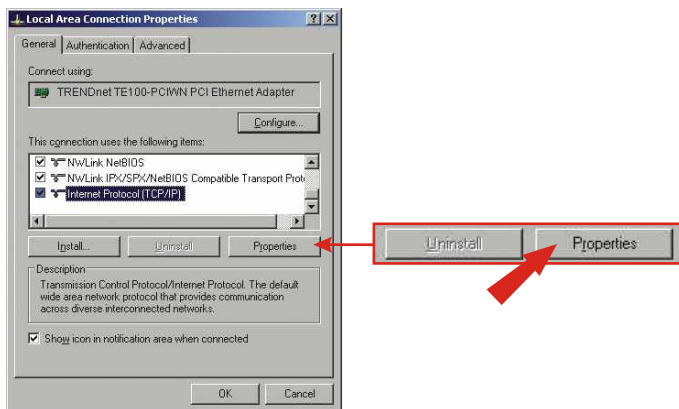 Local Area Connection Properties
General Authentication Advanced
Connect using:
TRENDnet TE100-PCIWN PCI Ethernet Adapter
Configure...
This connection uses the following items:
NWLink NetBIOS
NWLink IPX/SPX/NetBIOS Compatible Transport Proto
Internet Protocol (TCP/IP)
Install... Uninstall Properties
Uninstall Properties
Description
Transmission Control Protocol/Internet Protocol. The default
wide area network protocol that provides communication
across diverse interconnected networks.
Show icon in notification area when connected
OK Cancel